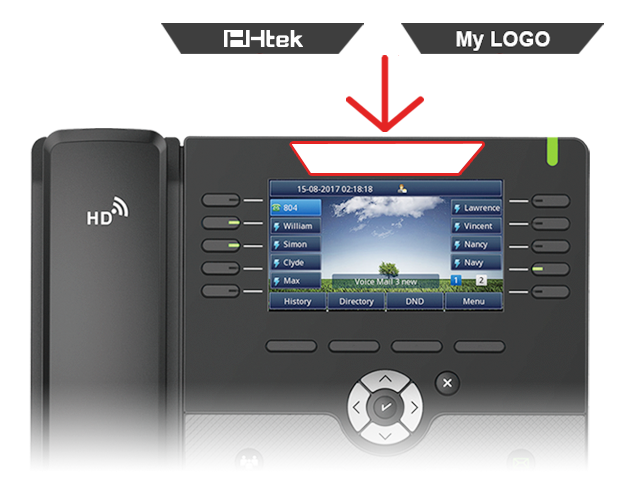 Htek
My LOGO
HD
15-08-2017 02:18:18
804
Lawrence
William
Vincent
Simon
Nancy
Clyde
Navy
Max
Voice Mail 3 new
1
2
History
Directory
DND
Menu